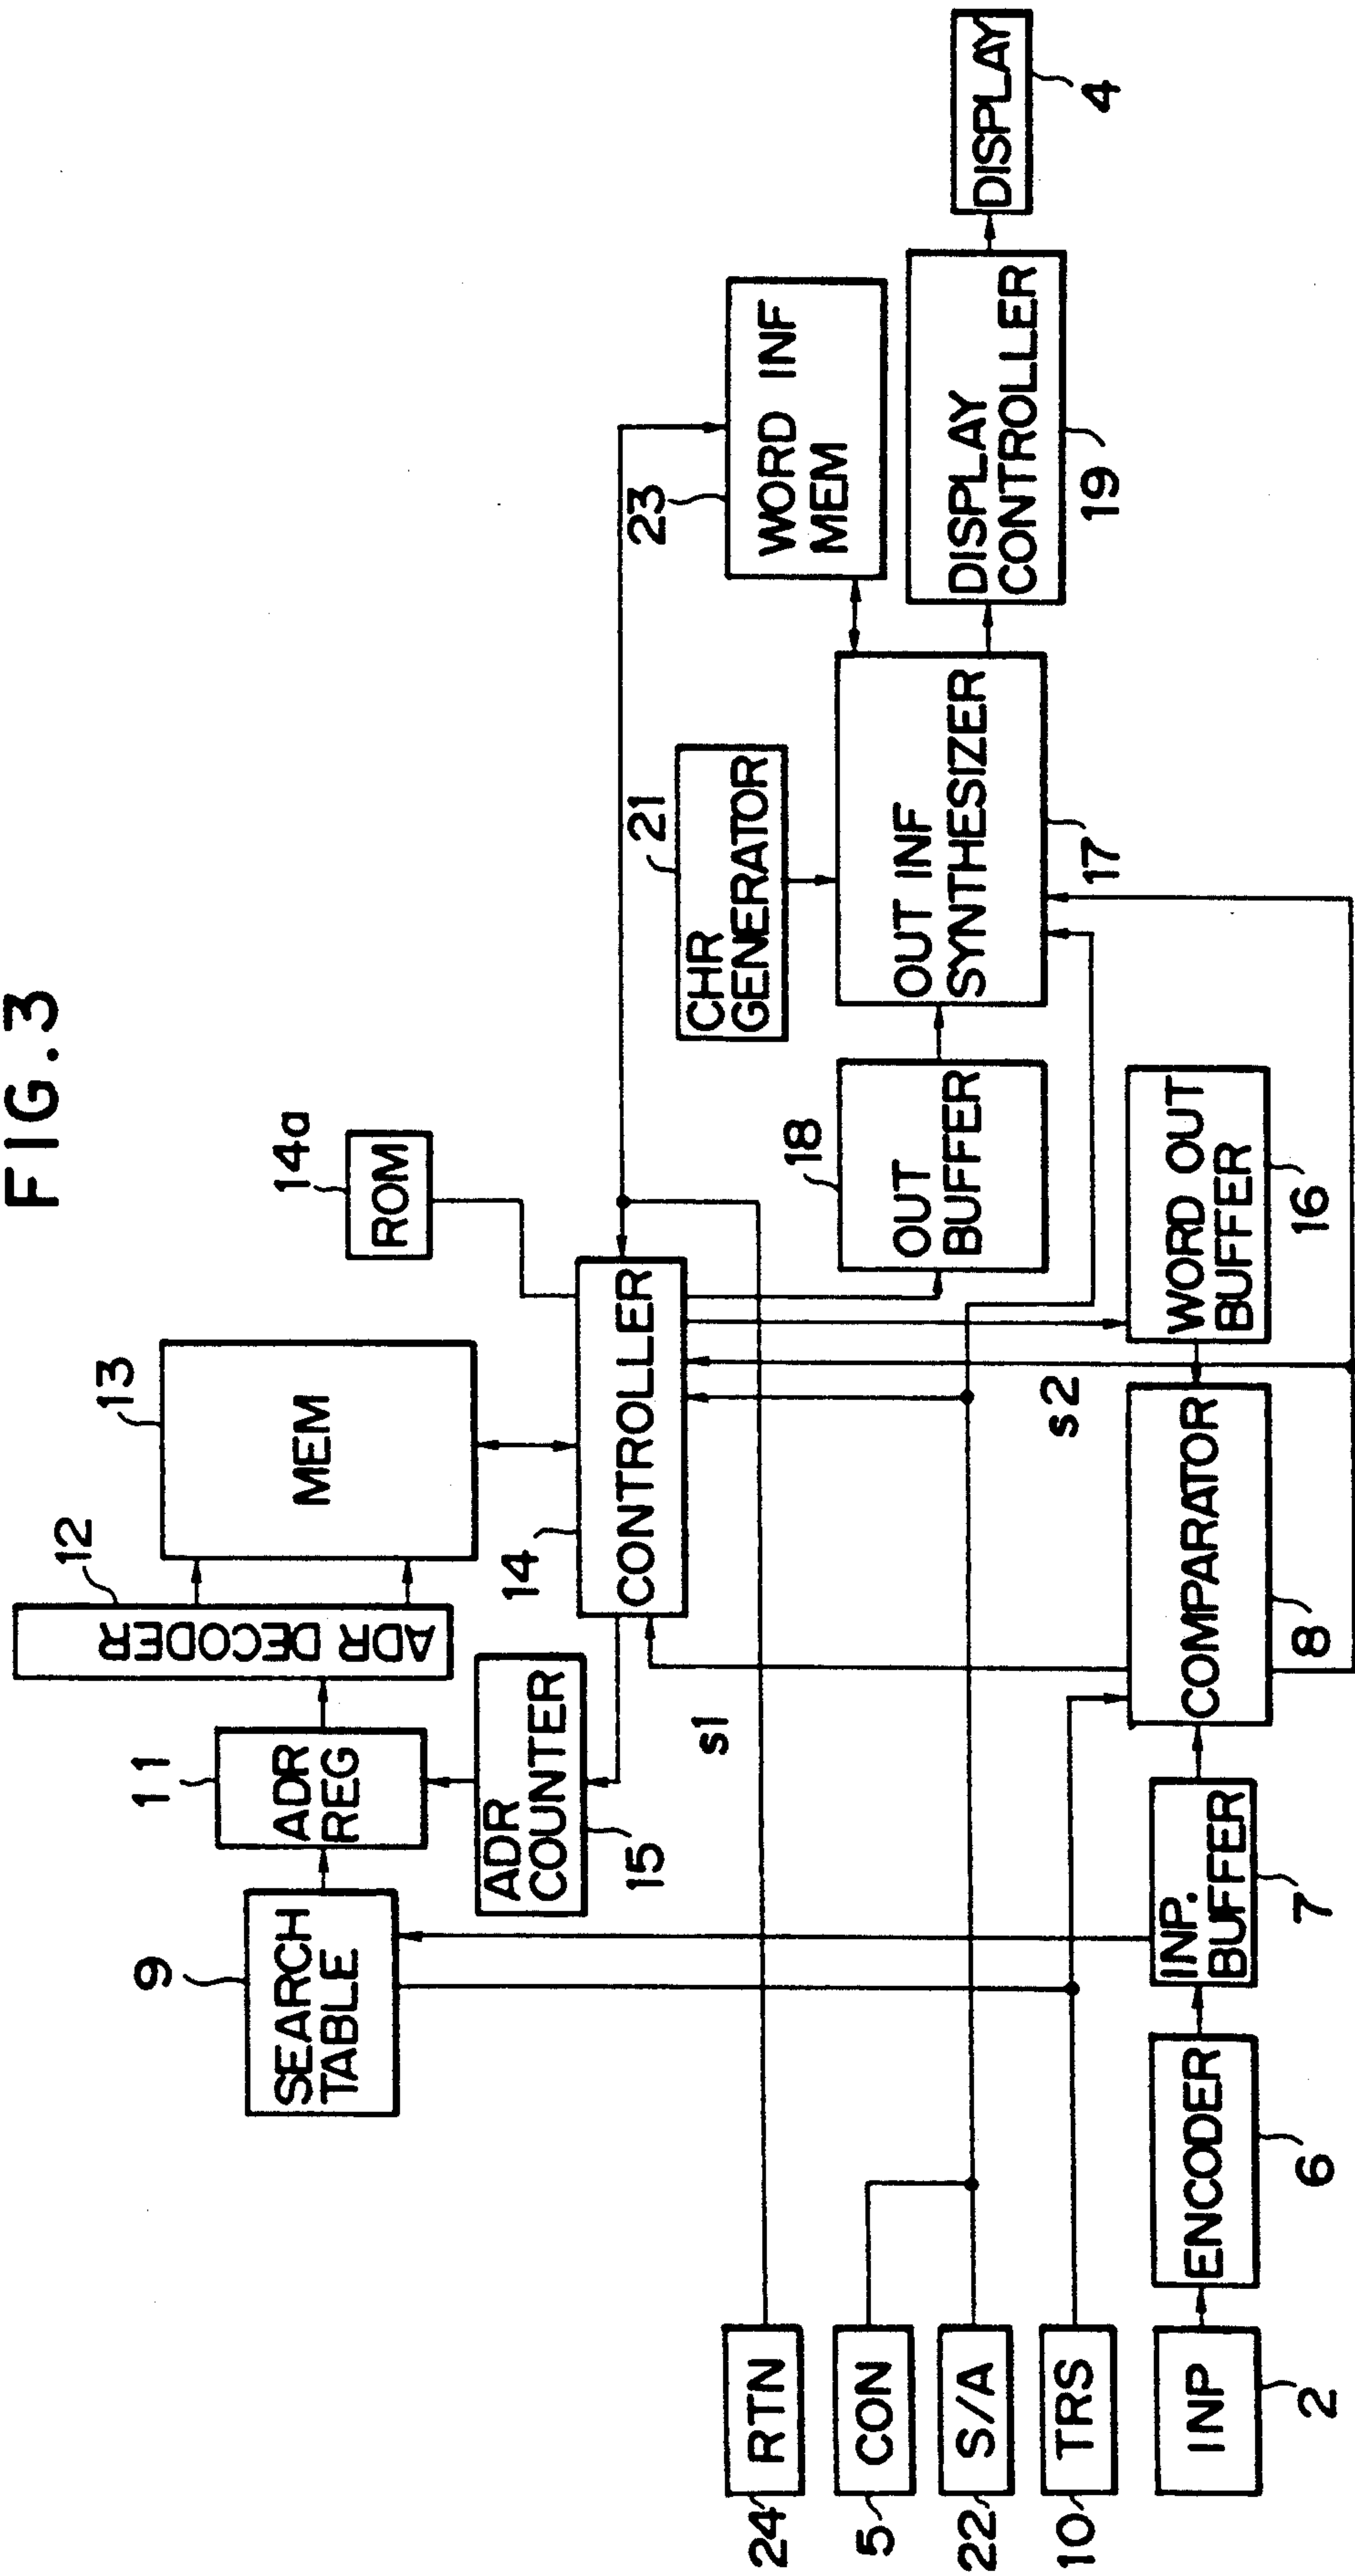 FIG.3
12
13
14a
ADR DECODER
MEM
ROM
11
ADR
REG
9
SEARCH
TABLE
ADR
COUNTER
15
14
CONTROLLER
21
CHR
GENERATOR
23
WORD INF
MEM
s1
s2
18
OUT
BUFFER
OUT INF
SYNTHESIZER
17
DISPLAY
CONTROLLER
19
DISPLAY
4
24
RTN
5
CON
22
S/A
10
TRS
INP
2
ENCODER
6
INP.
BUFFER
7
COMPARATOR
8
WORD OUT
BUFFER
16